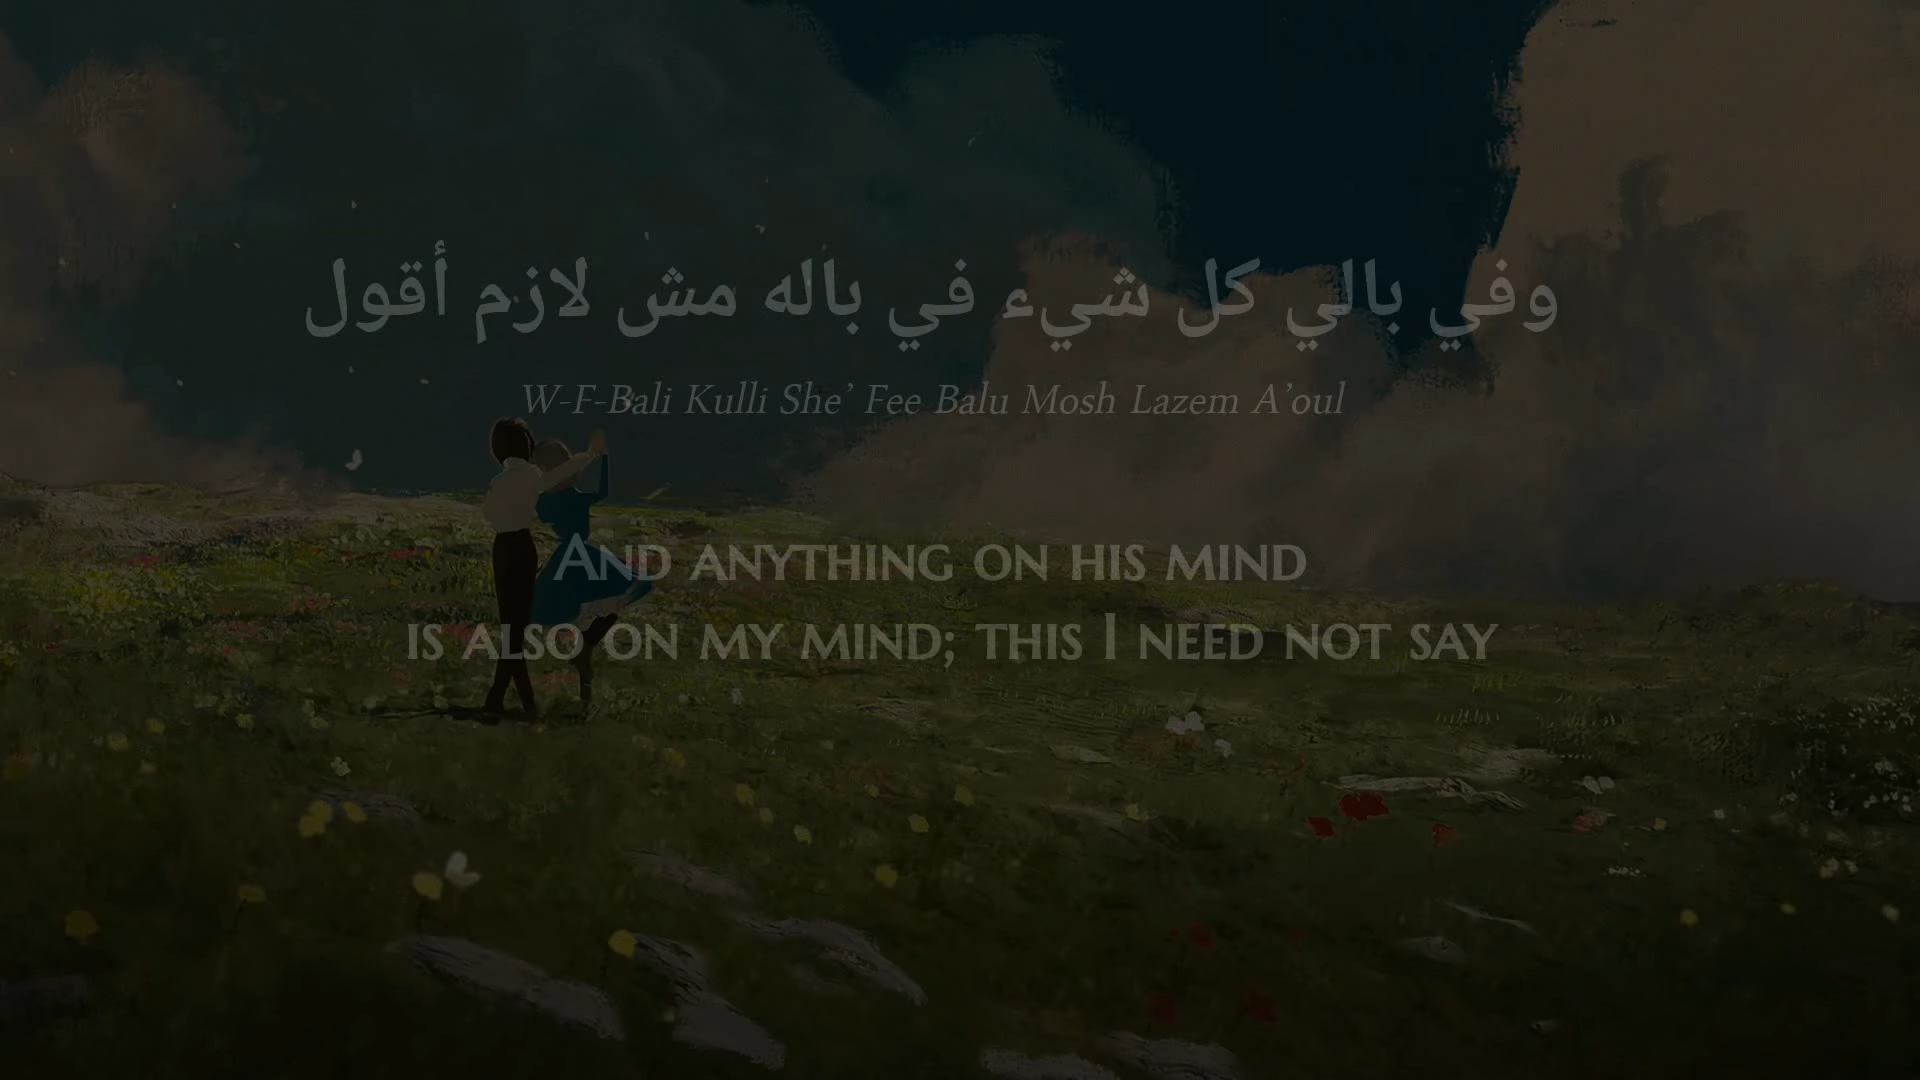 وفي بالي كل شيء في باله مش لازم أقول
W-F-Bali Kulli She’ Fee Balu Mosh Lazem A’oul
And anything on his mind
is also on my mind; this I need not say